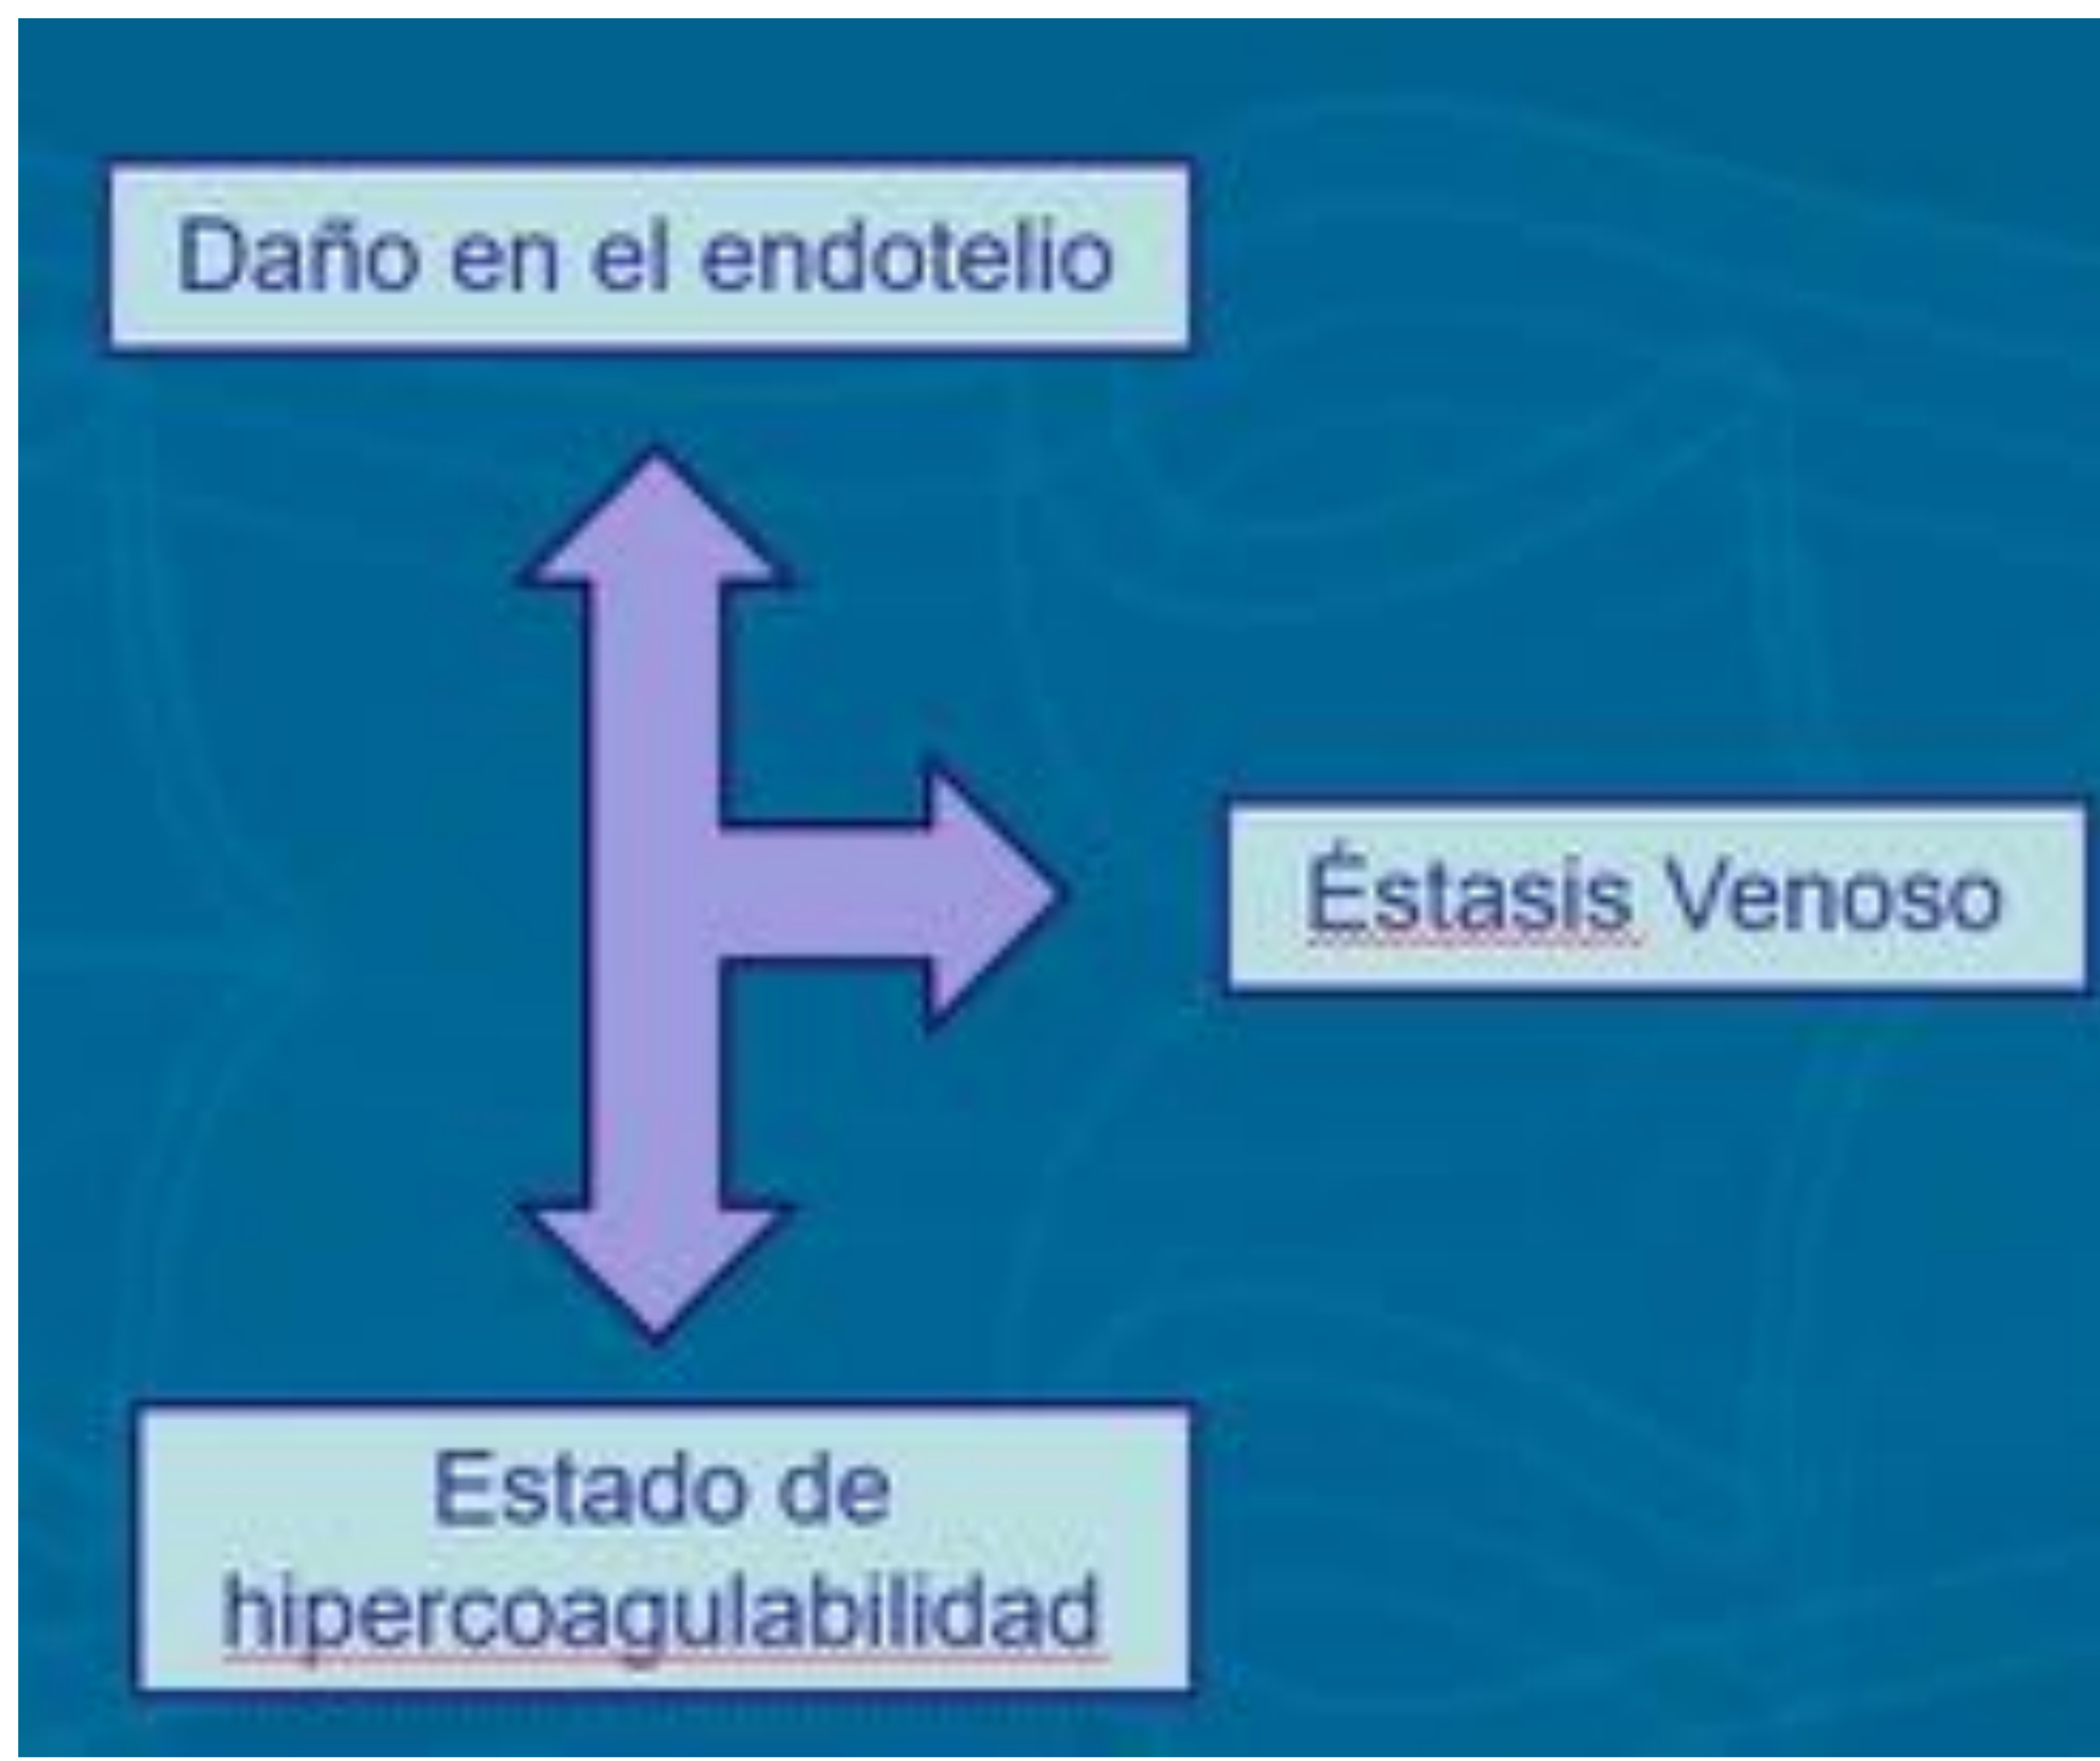 Daño en el endotelio
Éstasis Venoso
Estado de
hipercoagulabilidad